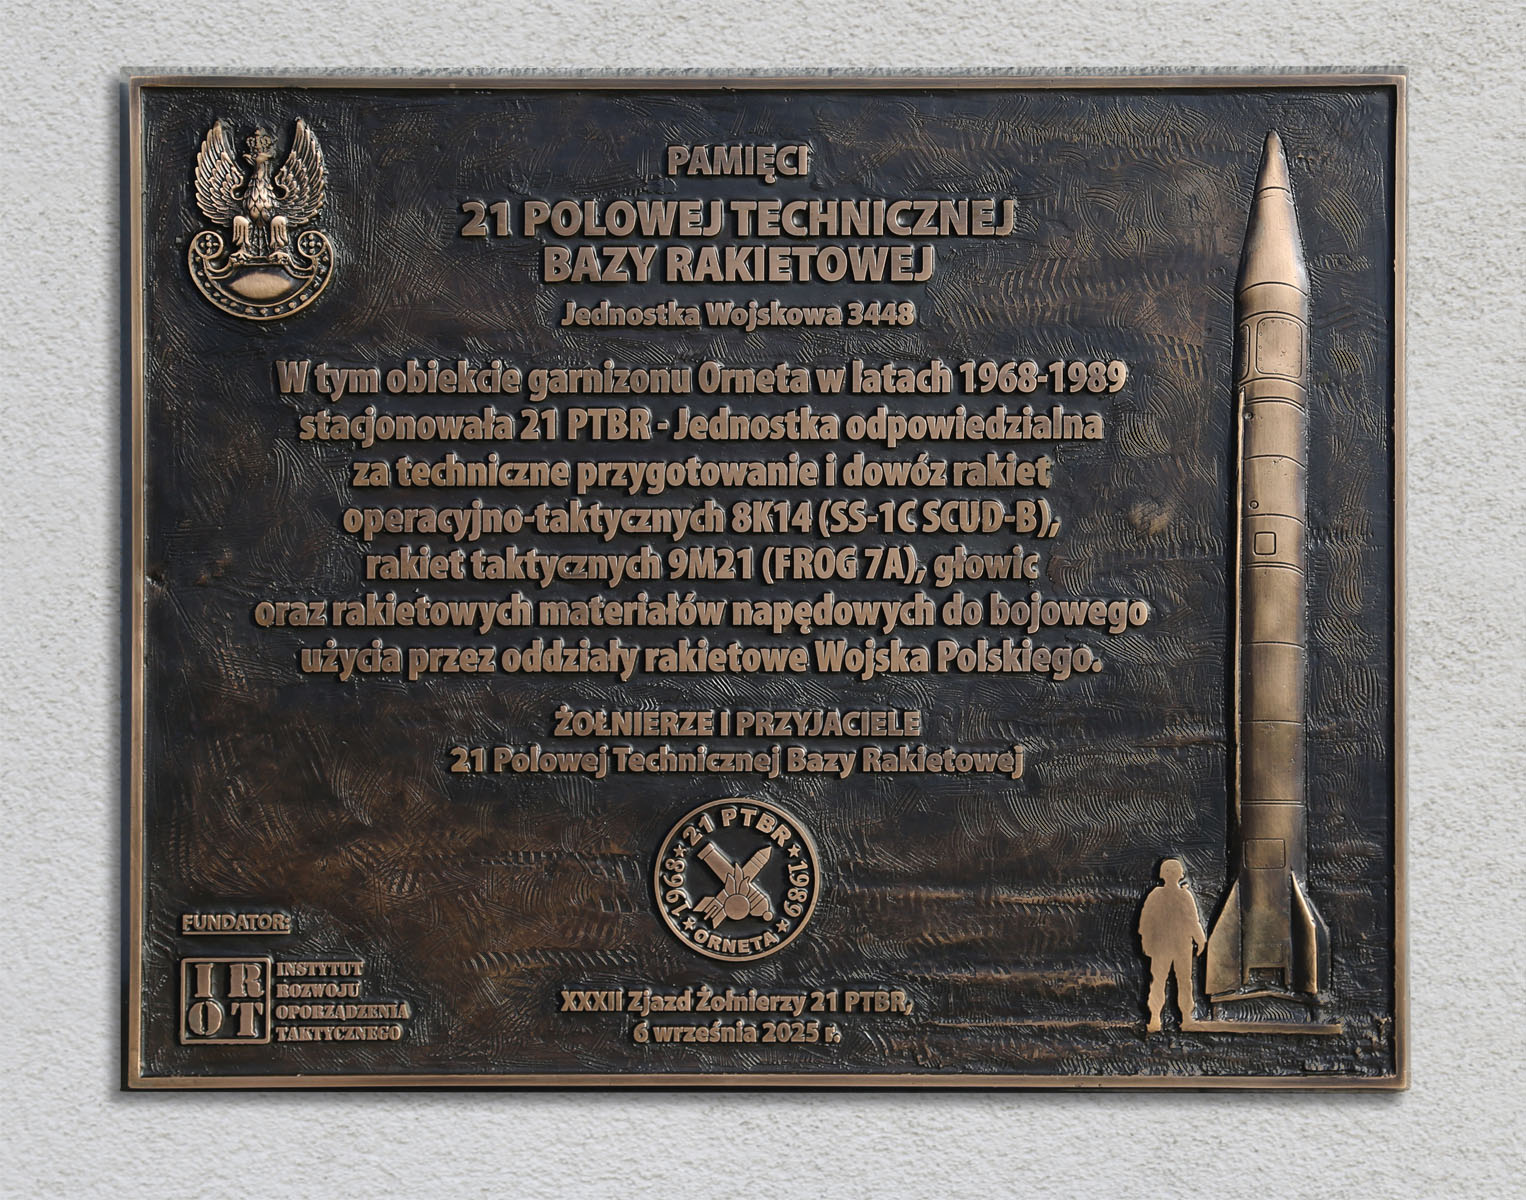 PAMIĘCI
21 POLOWEJ TECHNICZNEJ
BAZY RAKIETOWEJ
Jednostka Wojskowa 3448
W tym obiekcie garnizonu Orneta w latach 1968-1989
stacjonowała 21 PTBR - Jednostka odpowiedzialna
za techniczne przygotowanie i dowóz rakiet
operacyjno-taktycznych 8K14 (SS-1C SCUD-B),
rakiet taktycznych 9M21 (FROG 7A), głowic
oraz rakietowych materiałów napędowych do bojowego
użycia przez oddziały rakietowe Wojska Polskiego.
ŻOŁNIERZE I PRZYJACIELE
21 Polowej Technicznej Bazy Rakietowej
21 PTBR
1968 1989
ORNETA
FUNDATOR:
IR
OT
INSTYTUT
ROZWOJU
OPORZĄDZENIA
TAKTYCZNEGO
XXXII Zjazd Żołnierzy 21 PTBR,
6 września 2025 r.